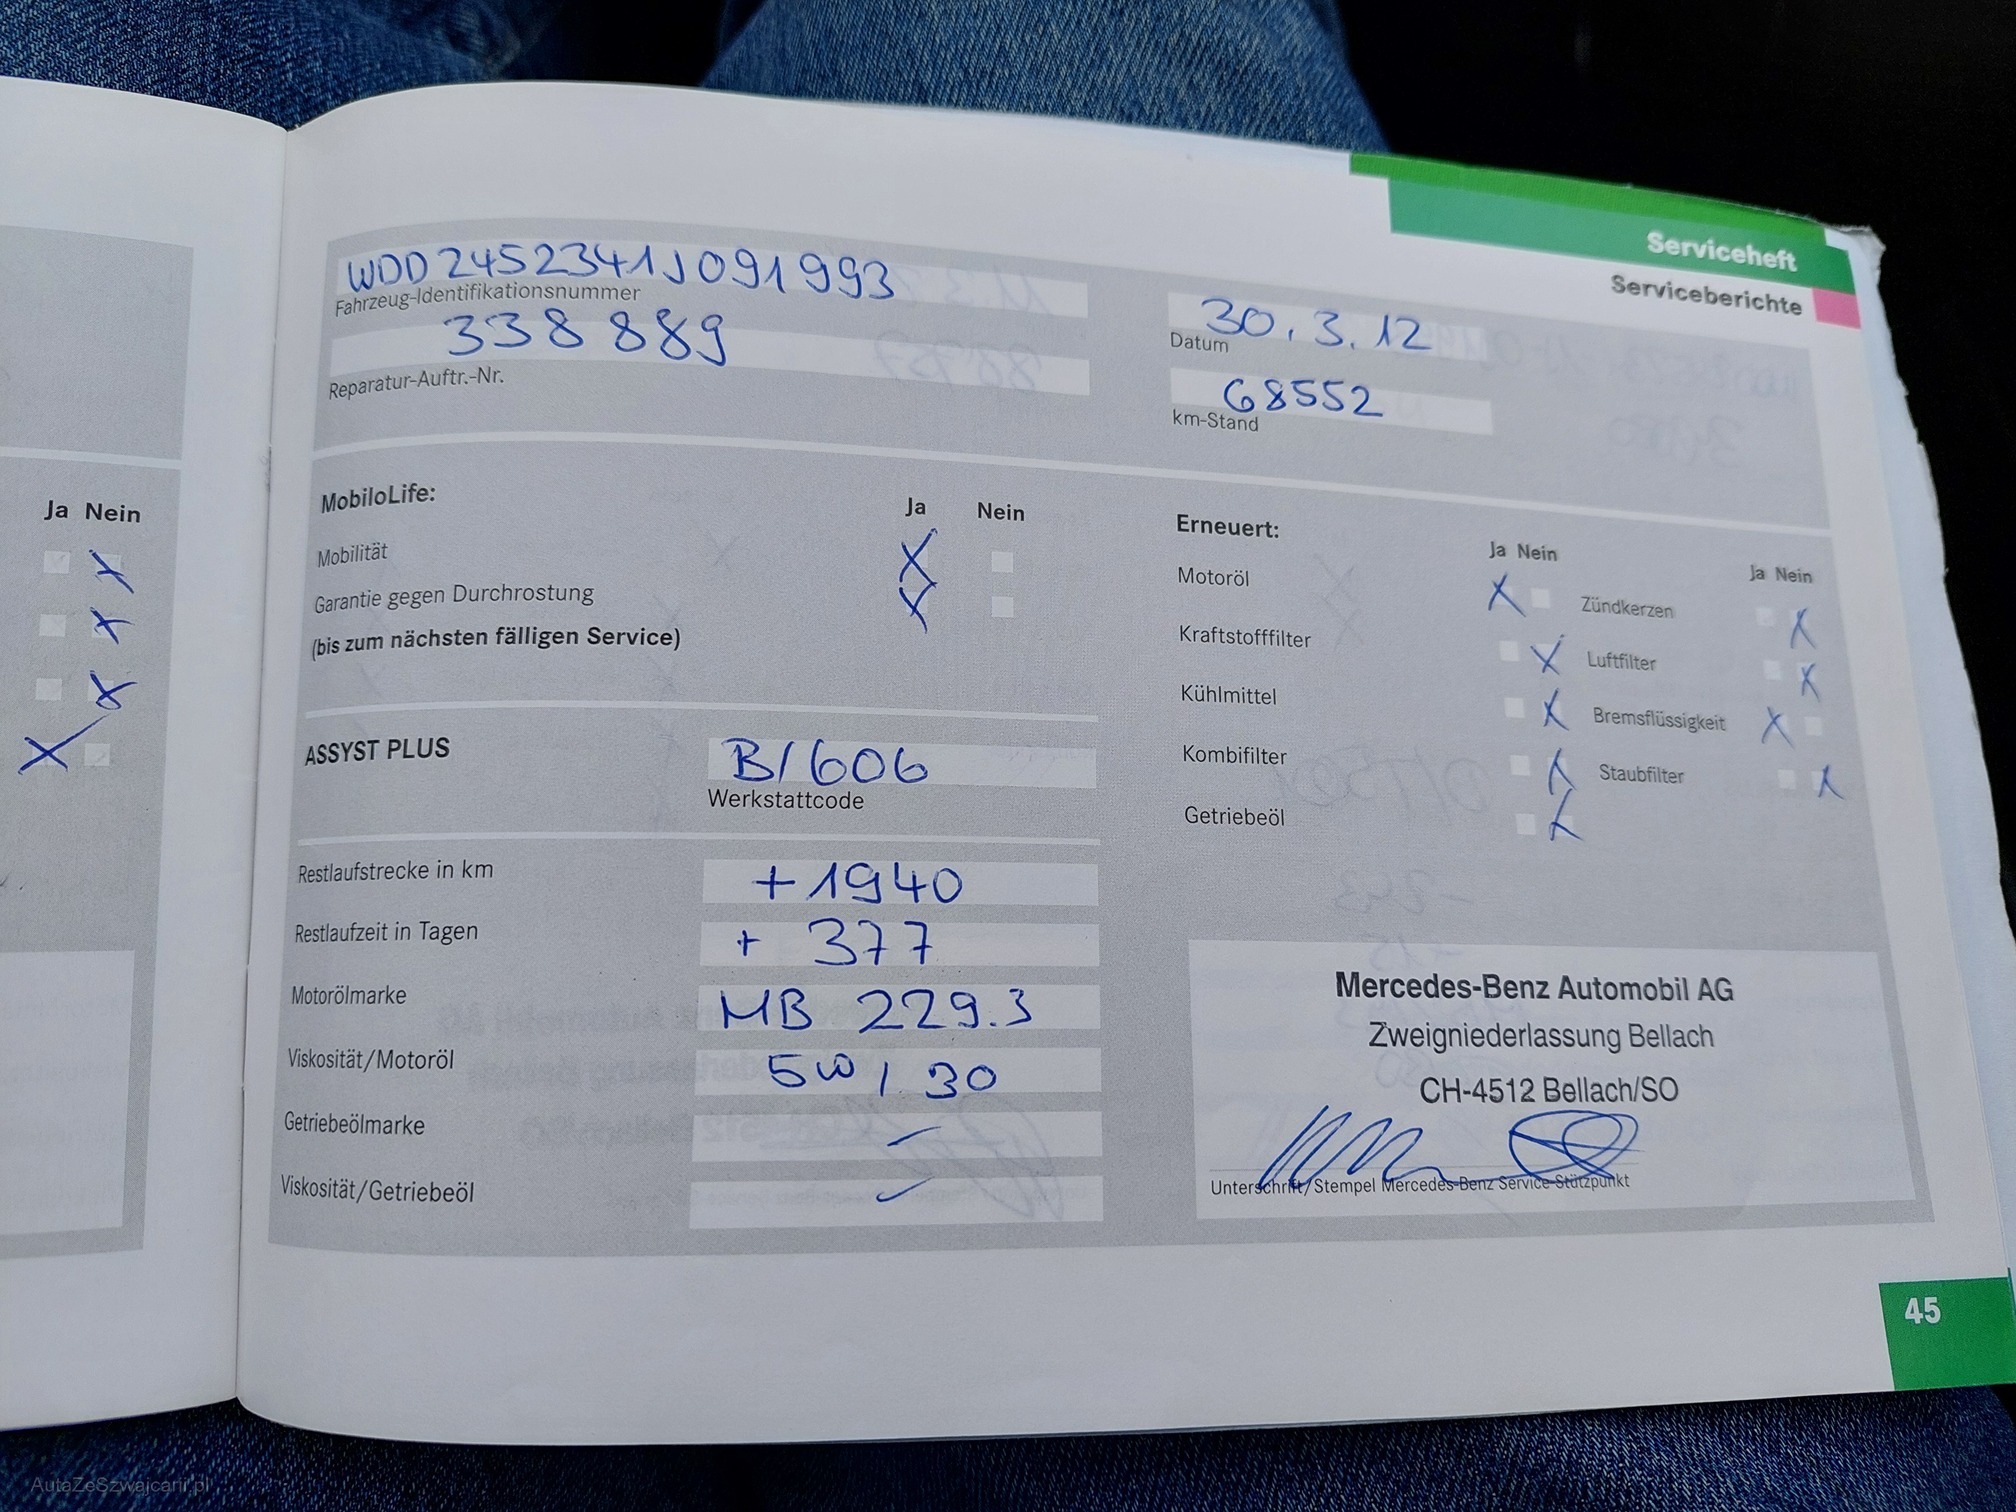 Serviceheft
Serviceberichte
WDD2452341J091993
Fahrzeug-Identifikationsnummer
338889
Reparatur-Auftr.-Nr.
30.3.12
Datum
68552
km-Stand
Ja Nein
MobiloLife:
Ja Nein
Mobilität
Garantie gegen Durchrostung
(bis zum nächsten fälligen Service)
ASSYST PLUS
B/606
Werkstattcode
Restlaufstrecke in km +1940
Restlaufzeit in Tagen + 377
Motorölmarke MB 229.3
Viskosität/Motoröl 5W / 30
Getriebeölmarke
Viskosität/Getriebeöl
Erneuert:
Ja Nein Ja Nein
Motoröl Zündkerzen
Kraftstofffilter Luftfilter
Kühlmittel Bremsflüssigkeit
Kombifilter Staubfilter
Getriebeöl
Mercedes-Benz Automobil AG
Zweigniederlassung Bellach
CH-4512 Bellach/SO
Unterschrift/Stempel Mercedes-Benz Service-Stützpunkt
45
AutaZeSzwajcarii.pl